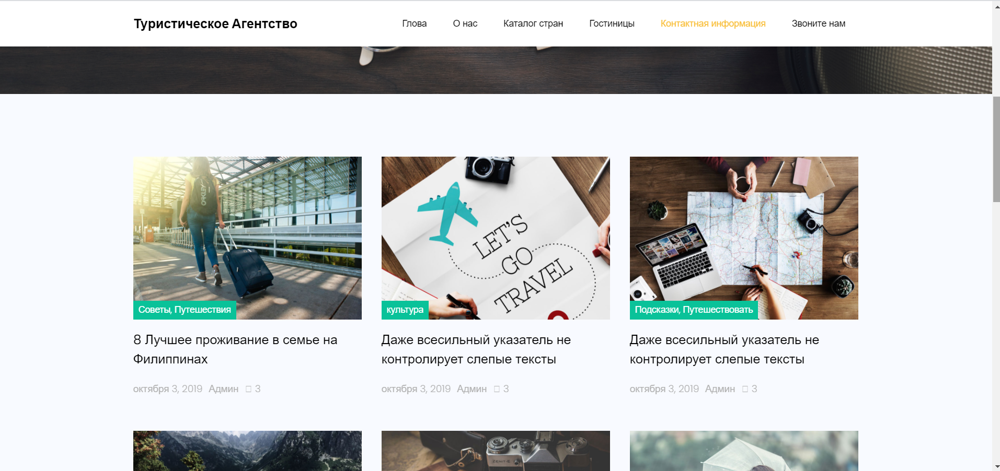 Туристическое Агентство
Глова
О нас
Каталог стран
Гостиницы
Контактная информация
Звоните нам
OAKLEY
LET'S
GO
TRAVEL
Советы, Путешествия
культура
Подсказки, Путешествовать
8 Лучшее проживание в семье на
Филиппинах
Даже всесильный указатель не
контролирует слепые тексты
Даже всесильный указатель не
контролирует слепые тексты
октября 3, 2019 Админ 3
октября 3, 2019 Админ 3
октября 3, 2019 Админ 3
ZENIT-E